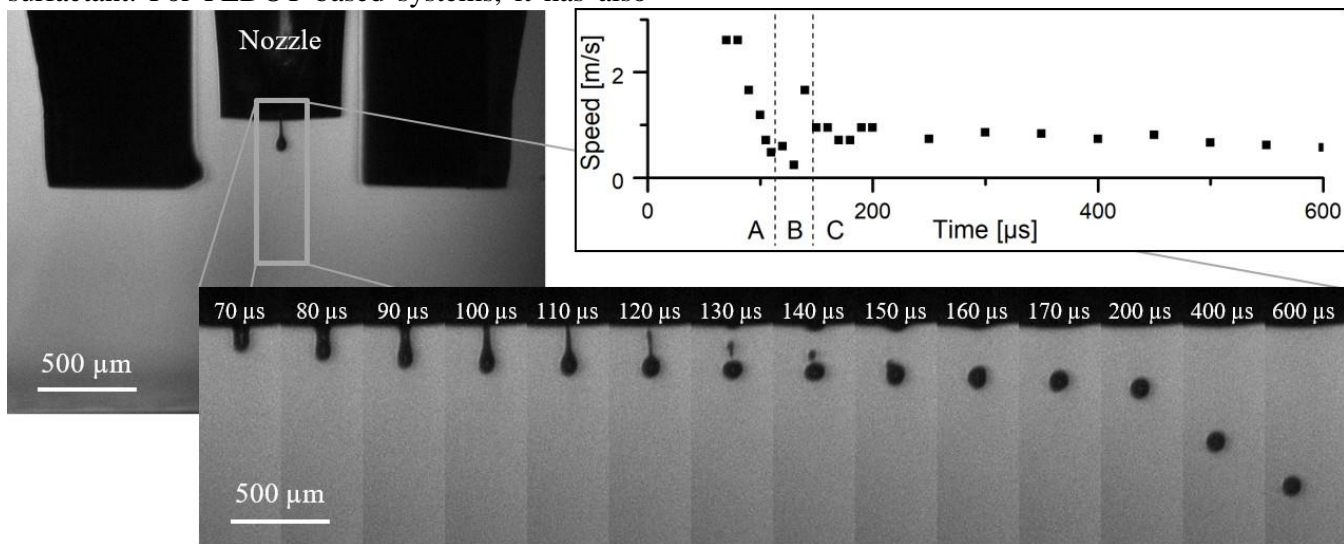 surfactant. For PEDOT-based systems, it has also
Nozzle
500 µm
Speed [m/s]
2
0
0
200
400
600
A
B
C
Time [µs]
70 µs 80 µs 90 µs 100 µs 110 µs 120 µs 130 µs 140 µs 150 µs 160 µs 170 µs 200 µs 400 µs 600 µs
500 µm